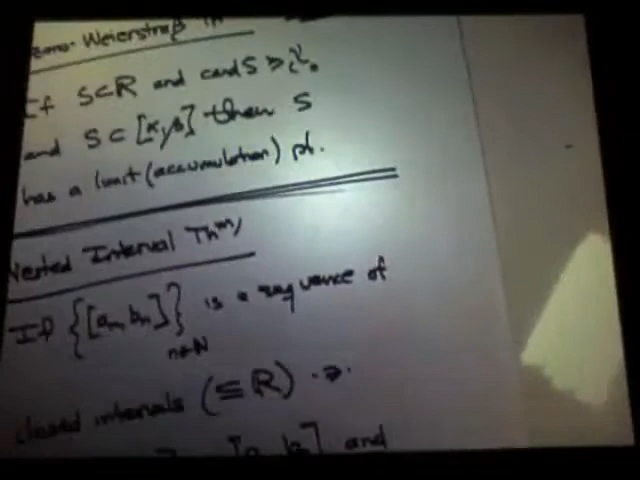 Weierstraß Th
If S⊂R and card S ≥ ℵ₀
and S ⊂ [α,β] then S
has a limit (accumulation) pt.
Nested Interval Thᵐ/
If {[aₙ, bₙ]}ₙ∈N is a sequence of
closed intervals (⊆ R) ·∋·
[a b] and